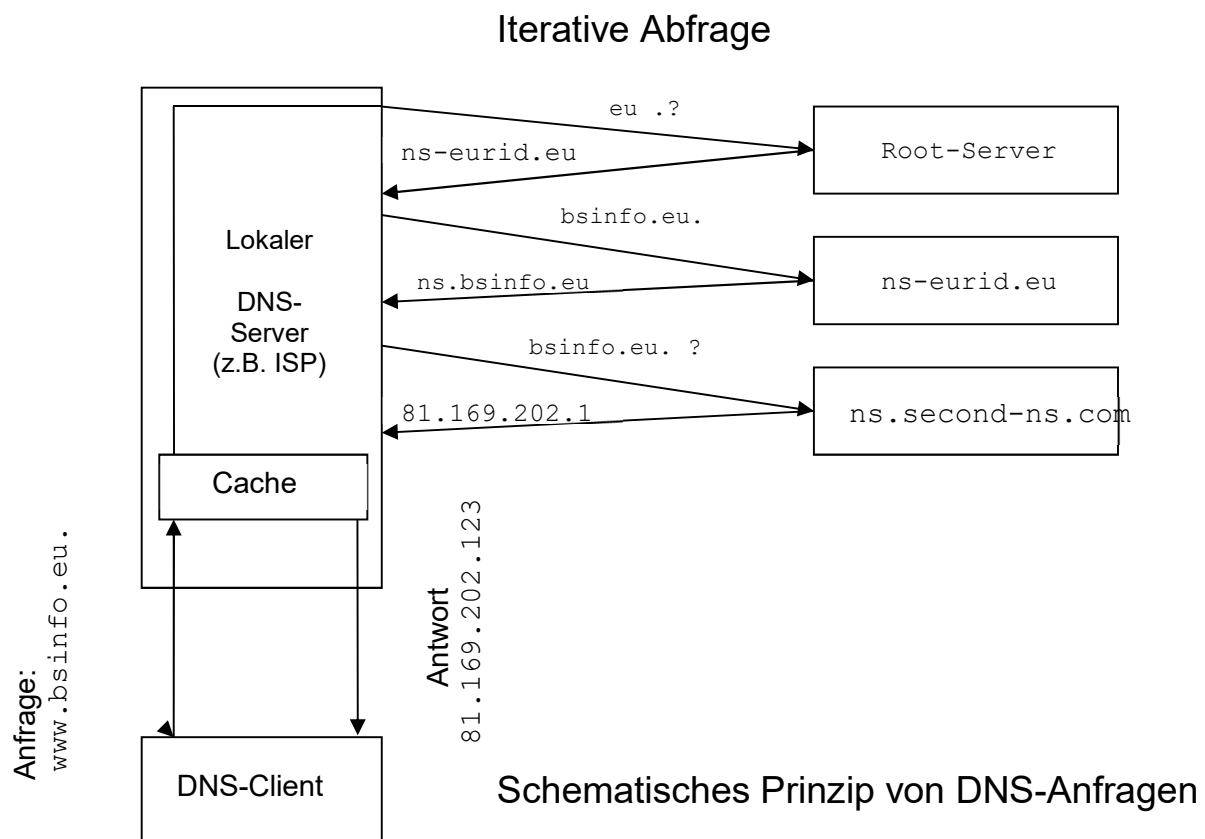 Iterative Abfrage
eu .?
ns-eurid.eu
Root-Server
bsinfo.eu.
Lokaler
ns.bsinfo.eu
ns-eurid.eu
DNS-
Server
(z.B. ISP)
bsinfo.eu. ?
81.169.202.1
ns.second-ns.com
Cache
Anfrage:
www.bsinfo.eu.
Antwort
81.169.202.123
DNS-Client
Schematisches Prinzip von DNS-Anfragen